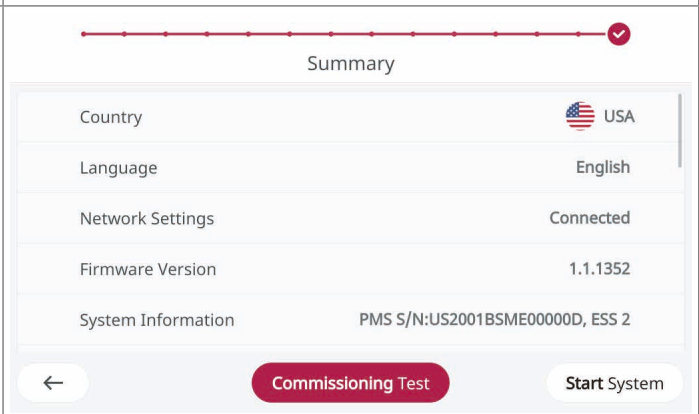 Summary
Country USA
Language English
Network Settings Connected
Firmware Version 1.1.1352
System Information PMS S/N:US2001BSME00000D, ESS 2
Commissioning Test Start System